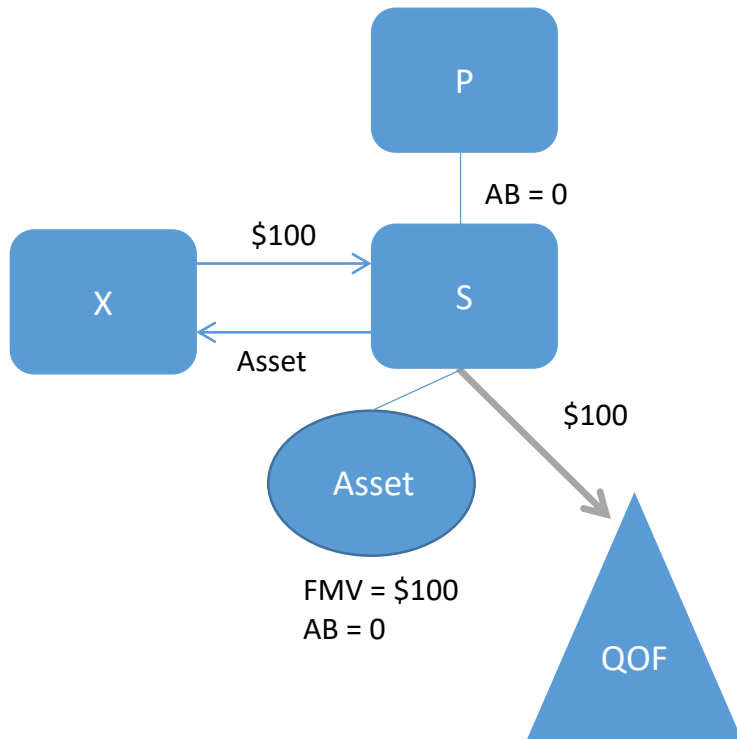 P
AB = 0
$100
X
S
Asset
$100
Asset
FMV = $100
AB = 0
QOF